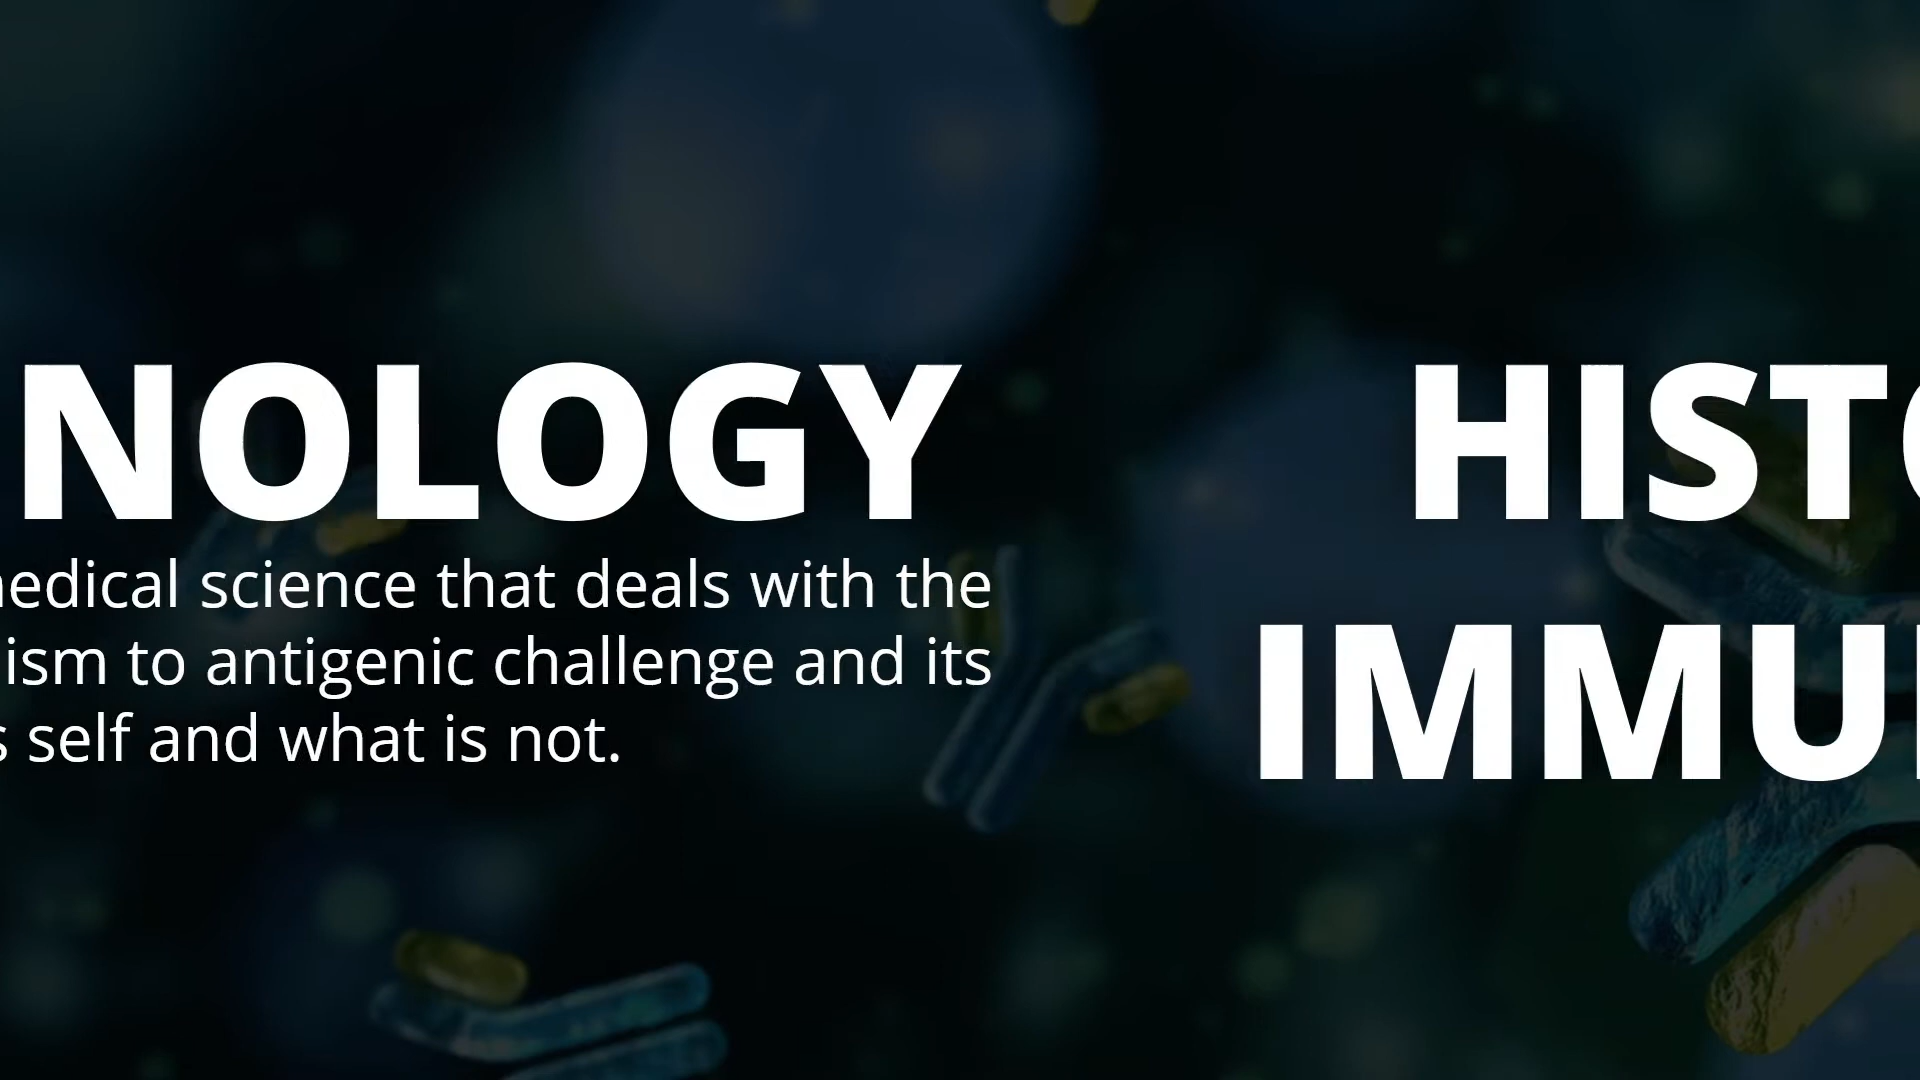 NOLOGY
edical science that deals with the
ism to antigenic challenge and its
s self and what is not.
HIST
IMMU